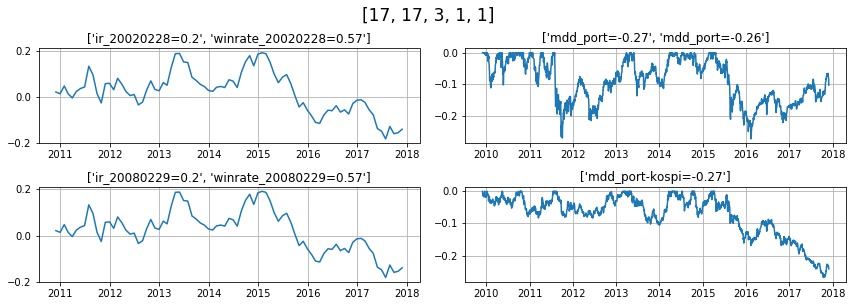 [17, 17, 3, 1, 1]
['ir_20020228=0.2', 'winrate_20020228=0.57']
0.2
0.0
−0.2
2011 2012 2013 2014 2015 2016 2017 2018
['mdd_port=-0.27', 'mdd_port=-0.26']
0.0
−0.1
−0.2
2010 2011 2012 2013 2014 2015 2016 2017 2018
['ir_20080229=0.2', 'winrate_20080229=0.57']
0.2
0.0
−0.2
2011 2012 2013 2014 2015 2016 2017 2018
['mdd_port-kospi=-0.27']
0.0
−0.1
−0.2
2010 2011 2012 2013 2014 2015 2016 2017 2018